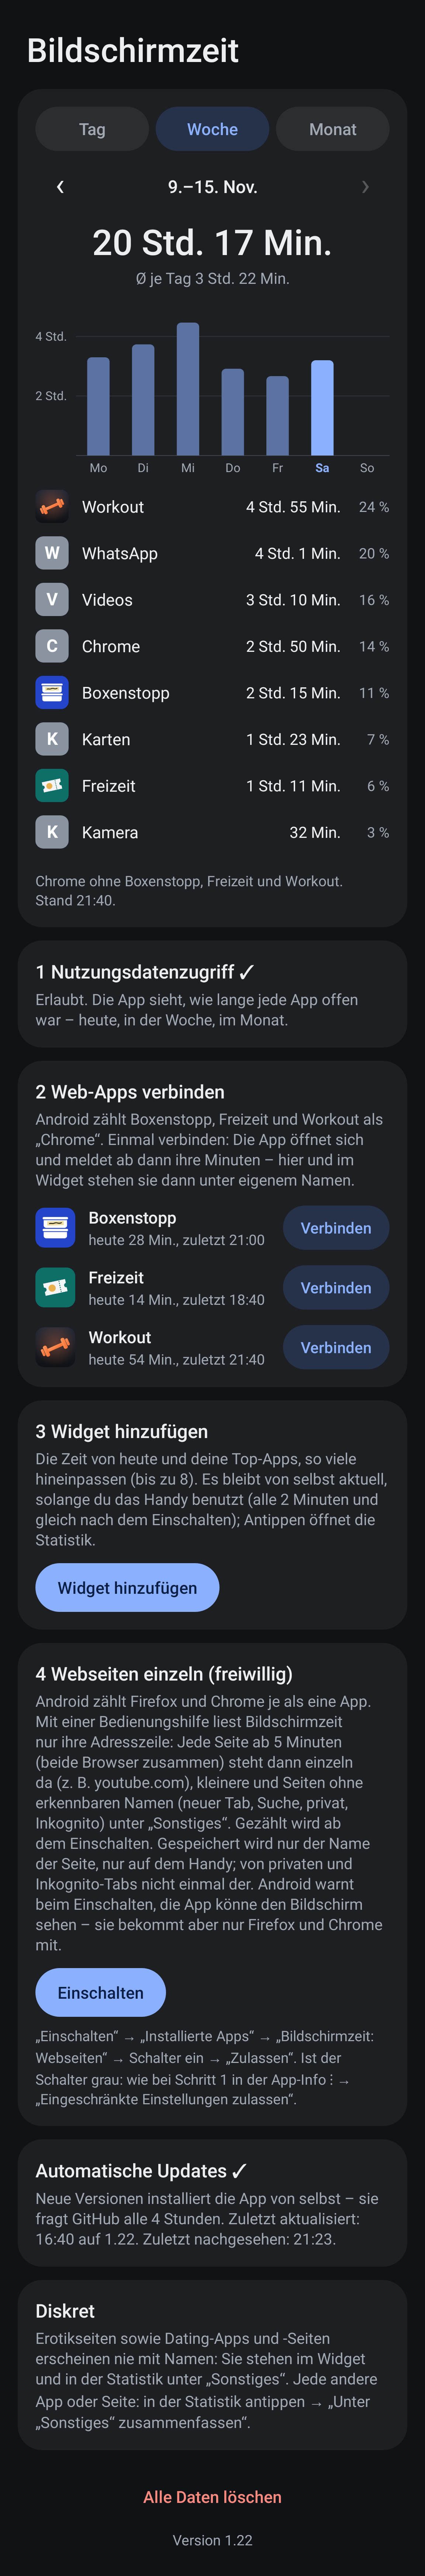 Bildschirmzeit
Tag Woche Monat
‹ 9.–15. Nov. ›
20 Std. 17 Min.
Ø je Tag 3 Std. 22 Min.
4 Std.
2 Std.
Mo Di Mi Do Fr Sa So
Workout 4 Std. 55 Min. 24 %
W WhatsApp 4 Std. 1 Min. 20 %
V Videos 3 Std. 10 Min. 16 %
C Chrome 2 Std. 50 Min. 14 %
Boxenstopp 2 Std. 15 Min. 11 %
K Karten 1 Std. 23 Min. 7 %
Freizeit 1 Std. 11 Min. 6 %
K Kamera 32 Min. 3 %
Chrome ohne Boxenstopp, Freizeit und Workout.
Stand 21:40.
1 Nutzungsdatenzugriff ✓
Erlaubt. Die App sieht, wie lange jede App offen
war – heute, in der Woche, im Monat.
2 Web-Apps verbinden
Android zählt Boxenstopp, Freizeit und Workout als
„Chrome“. Einmal verbinden: Die App öffnet sich
und meldet ab dann ihre Minuten – hier und im
Widget stehen sie dann unter eigenem Namen.
Boxenstopp
heute 28 Min., zuletzt 21:00
Verbinden
Freizeit
heute 14 Min., zuletzt 18:40
Verbinden
Workout
heute 54 Min., zuletzt 21:40
Verbinden
3 Widget hinzufügen
Die Zeit von heute und deine Top-Apps, so viele
hineinpassen (bis zu 8). Es bleibt von selbst aktuell,
solange du das Handy benutzt (alle 2 Minuten und
gleich nach dem Einschalten); Antippen öffnet die
Statistik.
Widget hinzufügen
4 Webseiten einzeln (freiwillig)
Android zählt Firefox und Chrome je als eine App.
Mit einer Bedienungshilfe liest Bildschirmzeit
nur ihre Adresszeile: Jede Seite ab 5 Minuten
(beide Browser zusammen) steht dann einzeln
da (z. B. youtube.com), kleinere und Seiten ohne
erkennbaren Namen (neuer Tab, Suche, privat,
Inkognito) unter „Sonstiges“. Gezählt wird ab
dem Einschalten. Gespeichert wird nur der Name
der Seite, nur auf dem Handy; von privaten und
Inkognito-Tabs nicht einmal der. Android warnt
beim Einschalten, die App könne den Bildschirm
sehen – sie bekommt aber nur Firefox und Chrome
mit.
Einschalten
„Einschalten“ → „Installierte Apps“ → „Bildschirmzeit:
Webseiten“ → Schalter ein → „Zulassen“. Ist der
Schalter grau: wie bei Schritt 1 in der App-Info ⋮ →
„Eingeschränkte Einstellungen zulassen“.
Automatische Updates ✓
Neue Versionen installiert die App von selbst – sie
fragt GitHub alle 4 Stunden. Zuletzt aktualisiert:
16:40 auf 1.22. Zuletzt nachgesehen: 21:23.
Diskret
Erotikseiten sowie Dating-Apps und -Seiten
erscheinen nie mit Namen: Sie stehen im Widget
und in der Statistik unter „Sonstiges“. Jede andere
App oder Seite: in der Statistik antippen → „Unter
„Sonstiges“ zusammenfassen“.
Alle Daten löschen
Version 1.22